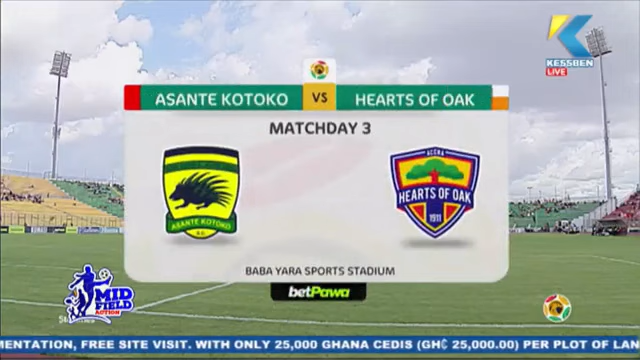 KESSBEN
LIVE
ASANTE KOTOKO VS HEARTS OF OAK
MATCHDAY 3
ASANTE KOTOKO
S.C
ACCRA
HEARTS OF OAK
1911
BABA YARA SPORTS STADIUM
betPawa
MID
FIELD
ACTION
MENTATION, FREE SITE VISIT. WITH ONLY 25,000 GHANA CEDIS (GH₵ 25,000.00) PER PLOT OF LAN